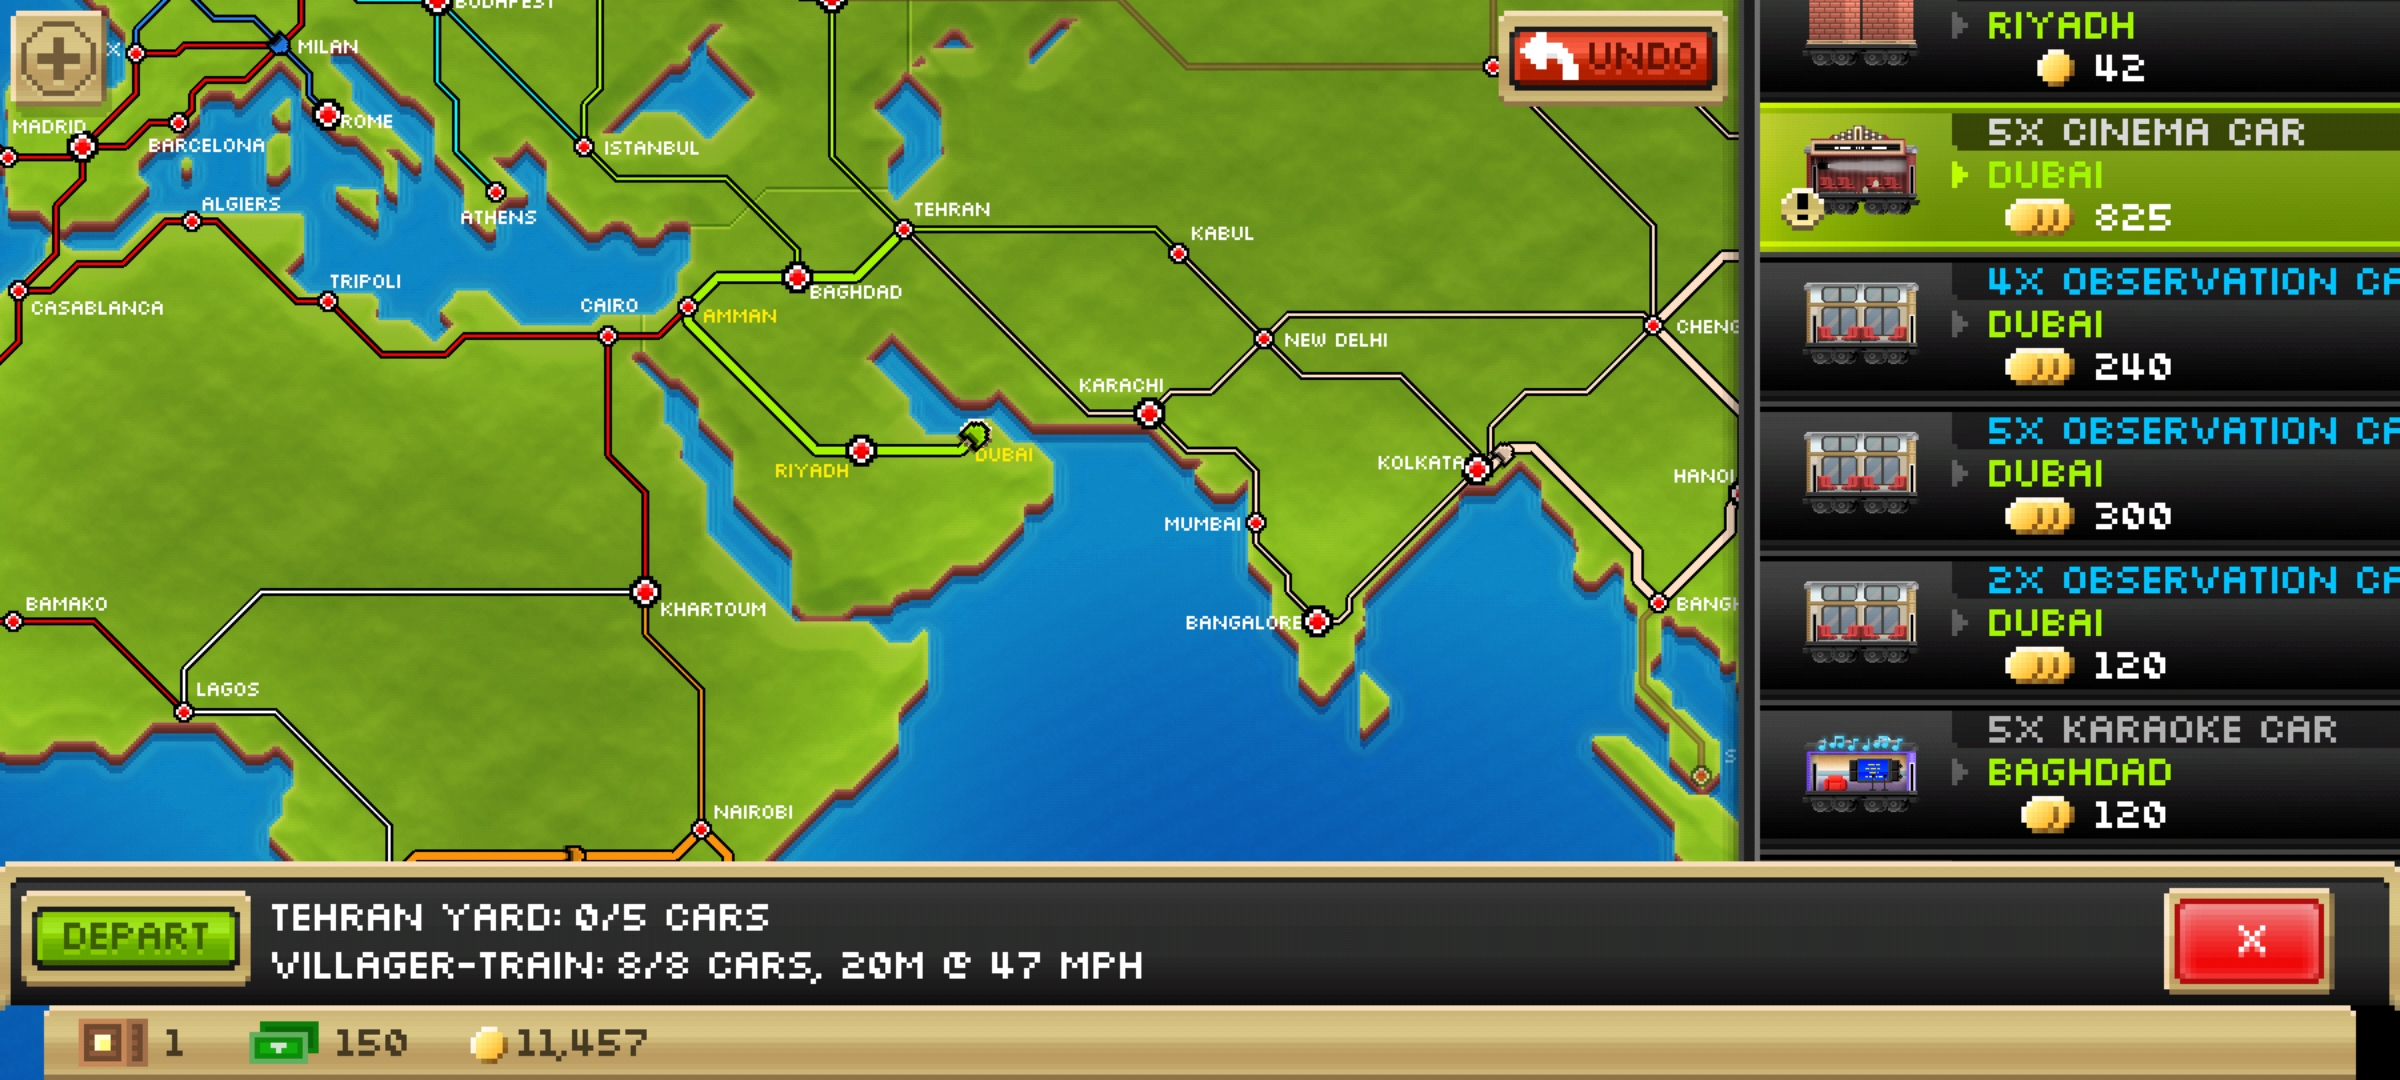 BUDAPEST
MILAN
UNDO
MADRID
ROME
BARCELONA
ISTANBUL
ALGIERS
ATHENS
TEHRAN
KABUL
TRIPOLI
BAGHDAD
CAIRO
AMMAN
CASABLANCA
NEW DELHI
CHENG
KARACHI
RIYADH
DUBAI
KOLKATA
HANOI
MUMBAI
BAMAKO
KHARTOUM
BANGALORE
BANGK
LAGOS
NAIROBI
RIYADH
42
5X CINEMA CAR
DUBAI
825
4X OBSERVATION CA
DUBAI
240
5X OBSERVATION CA
DUBAI
300
2X OBSERVATION CA
DUBAI
120
5X KARAOKE CAR
BAGHDAD
120
DEPART
TEHRAN YARD: 0/5 CARS
VILLAGER-TRAIN: 8/8 CARS, 20M @ 47 MPH
X
1
150
11,457